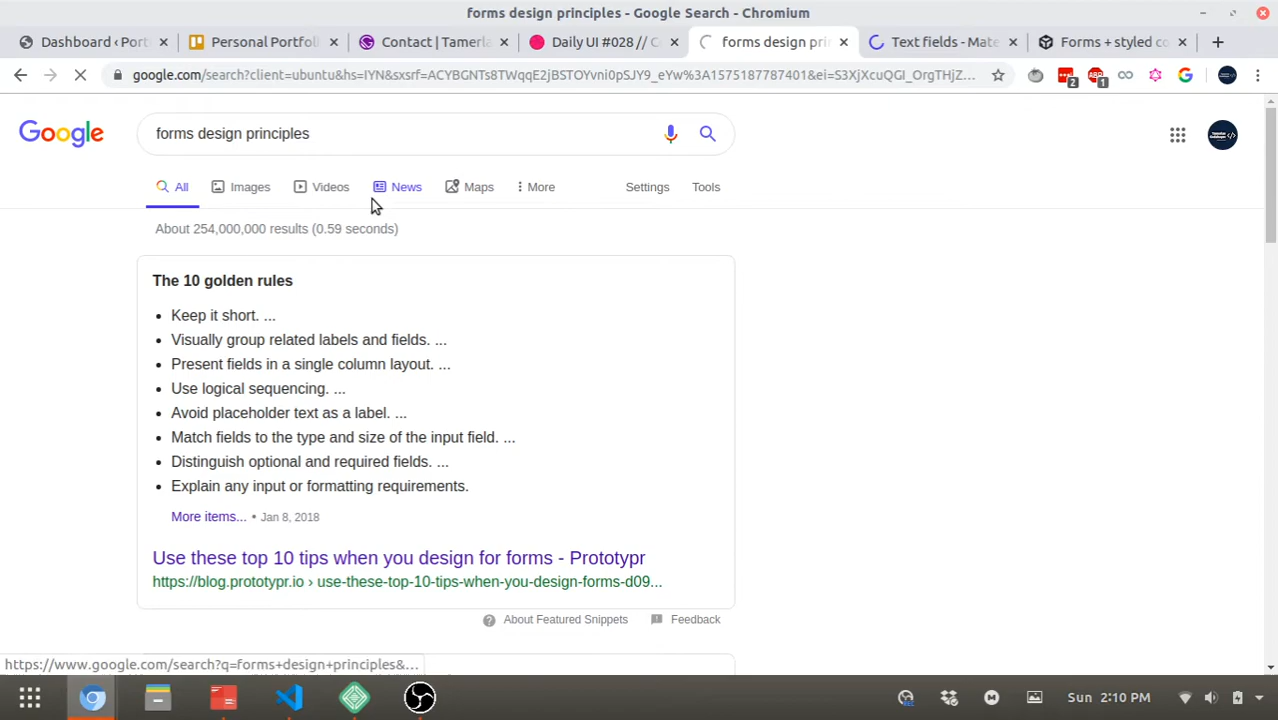 forms design principles - Google Search - Chromium
Dashboard ‹ Port
Personal Portfoli
Contact | Tamerla
Daily UI #028 // C
forms design prin
Text fields - Mate
Forms + styled co
google.com/search?client=ubuntu&hs=IYN&sxsrf=ACYBGNTs8TWqqE2jBSTOYvni0pSJY9_eYw%3A1575187787401&ei=S3XjXcuQGI_OrgTHjZ...
2
ABP
1
Google
forms design principles
All
Images
Videos
News
Maps
More
Settings
Tools
About 254,000,000 results (0.59 seconds)
The 10 golden rules
• Keep it short. ...
• Visually group related labels and fields. ...
• Present fields in a single column layout. ...
• Use logical sequencing. ...
• Avoid placeholder text as a label. ...
• Match fields to the type and size of the input field. ...
• Distinguish optional and required fields. ...
• Explain any input or formatting requirements.
More items... • Jan 8, 2018
Use these top 10 tips when you design for forms - Prototypr
https://blog.prototypr.io › use-these-top-10-tips-when-you-design-forms-d09...
About Featured Snippets
Feedback
https://www.google.com/search?q=forms+design+principles&...
Sun 2:10 PM